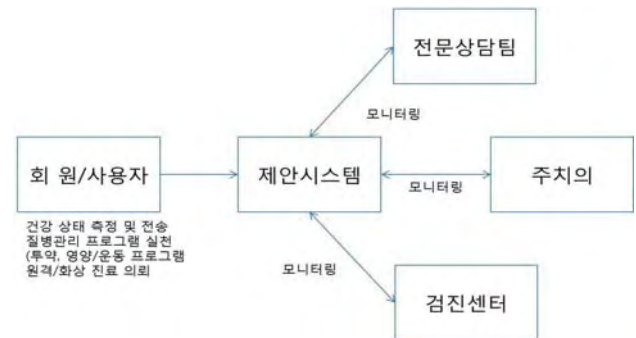 전문상담팀
모니터링
회 원/사용자
제안시스템
모니터링
주치의
건강 상태 측정 및 전송
질병관리 프로그램 실천
(투약, 영양/운동 프로그램
원격/화상 진료 의뢰
모니터링
검진센터